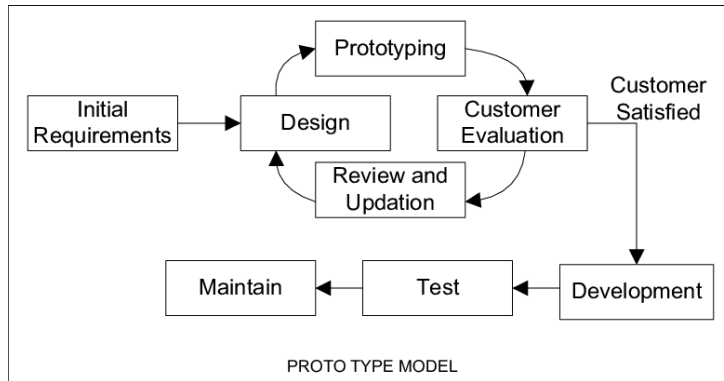 Prototyping
Customer
Satisfied
Initial
Requirements
Design
Customer
Evaluation
Review and
Updation
Maintain
Test
Development
PROTO TYPE MODEL